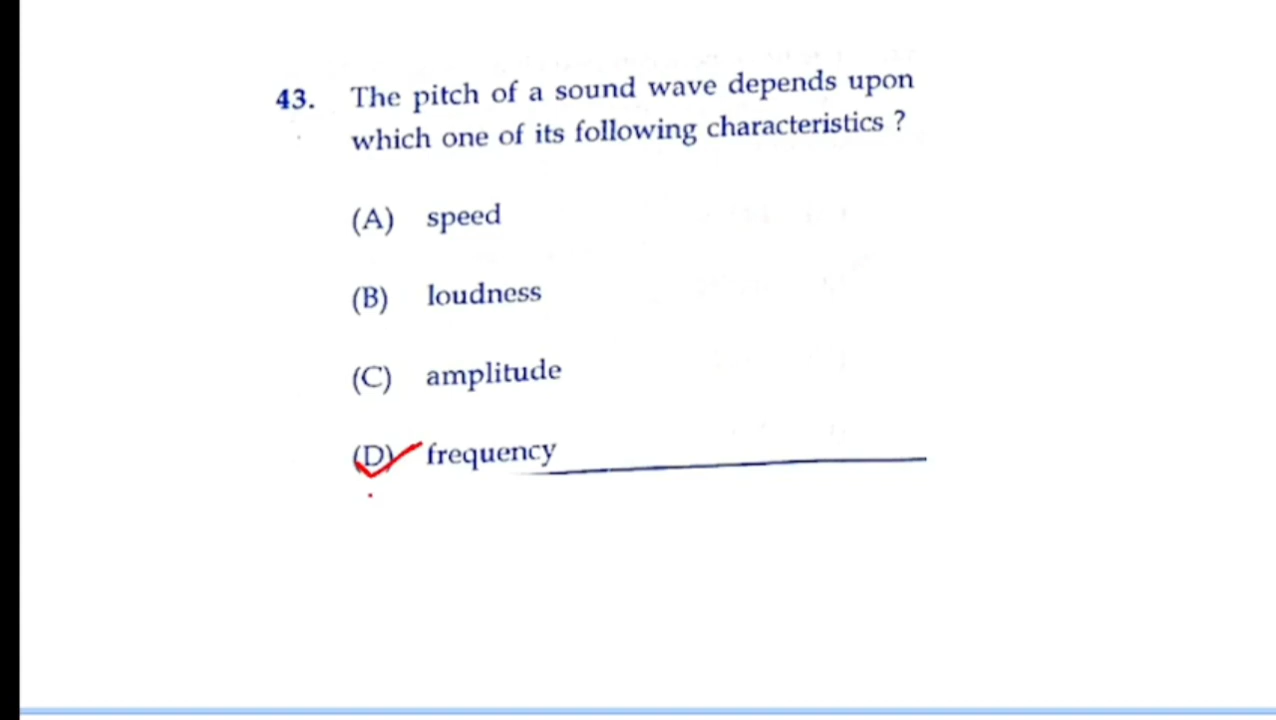 43. The pitch of a sound wave depends upon
which one of its following characteristics ?
(A) speed
(B) loudness
(C) amplitude
(D) frequency